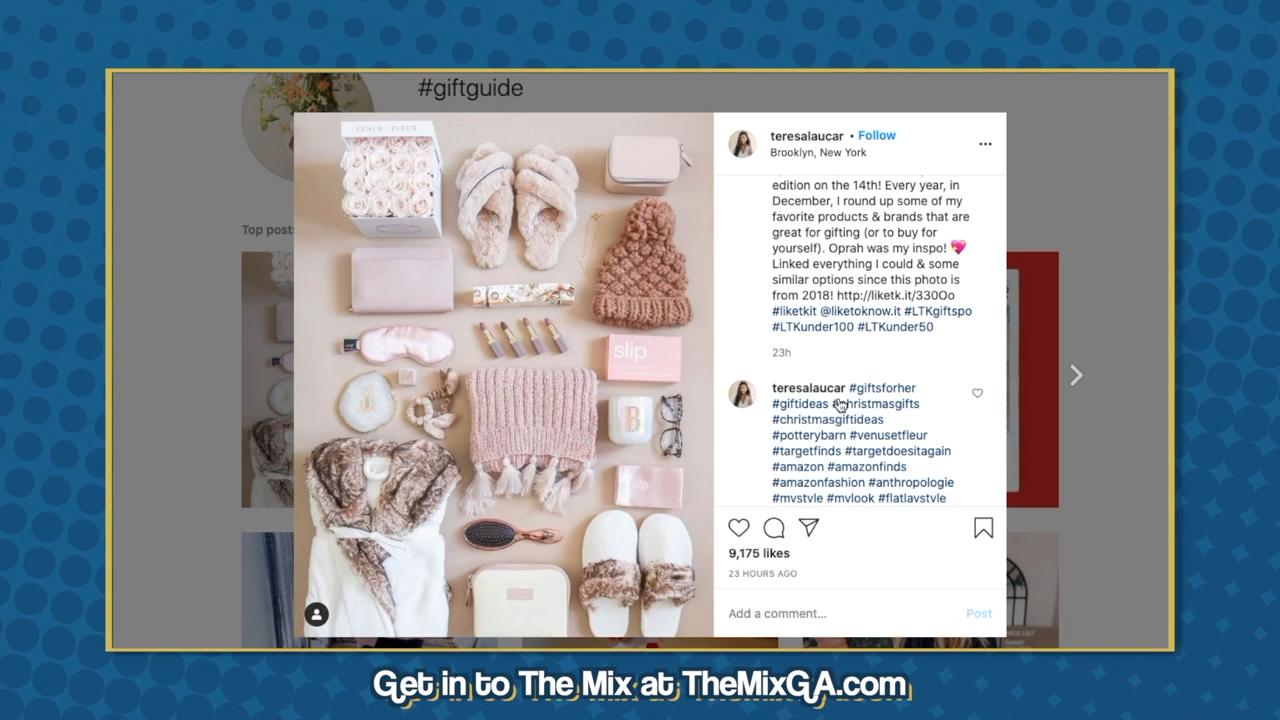 #giftguide
Top posts
VENUS ET FLEUR
slip
B
slip
teresalaucar • Follow
Brooklyn, New York
edition on the 14th! Every year, in
December, I round up some of my
favorite products & brands that are
great for gifting (or to buy for
yourself). Oprah was my inspo! 💖
Linked everything I could & some
similar options since this photo is
from 2018! http://liketk.it/330Oo
#liketkit @liketoknow.it #LTKgiftspo
#LTKunder100 #LTKunder50
23h
teresalaucar #giftsforher
#giftideas #christmasgifts
#christmasgiftideas
#potterybarn #venusetfleur
#targetfinds #targetdoesitagain
#amazon #amazonfinds
#amazonfashion #anthropologie
#mystyle #mylook #flatlaystyle
9,175 likes
23 HOURS AGO
Add a comment... Post
Get in to The Mix at TheMixGA.com